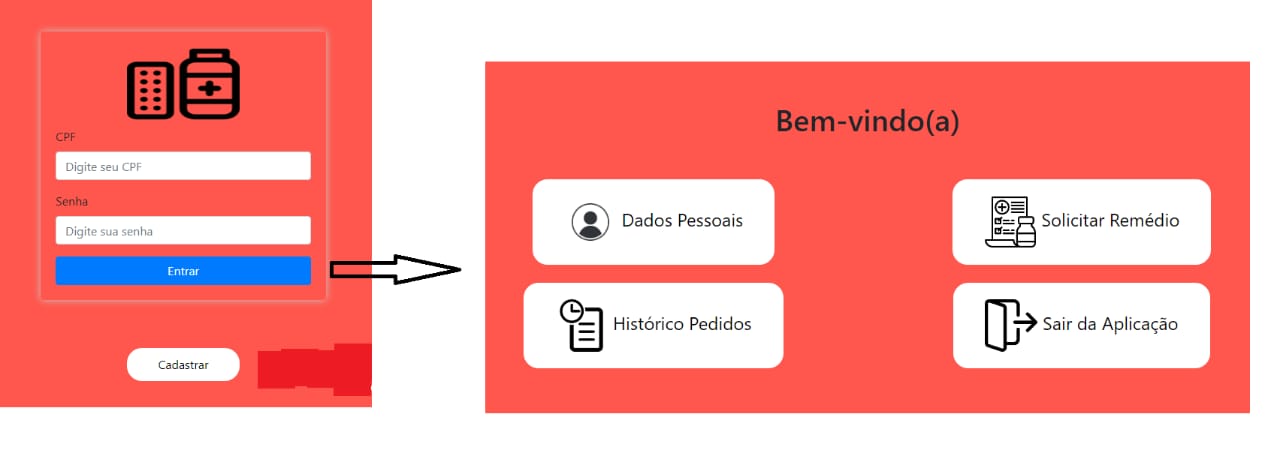 CPF
Digite seu CPF
Senha
Digite sua senha
Entrar
Cadastrar
Bem-vindo(a)
Dados Pessoais
Solicitar Remédio
Histórico Pedidos
Sair da Aplicação